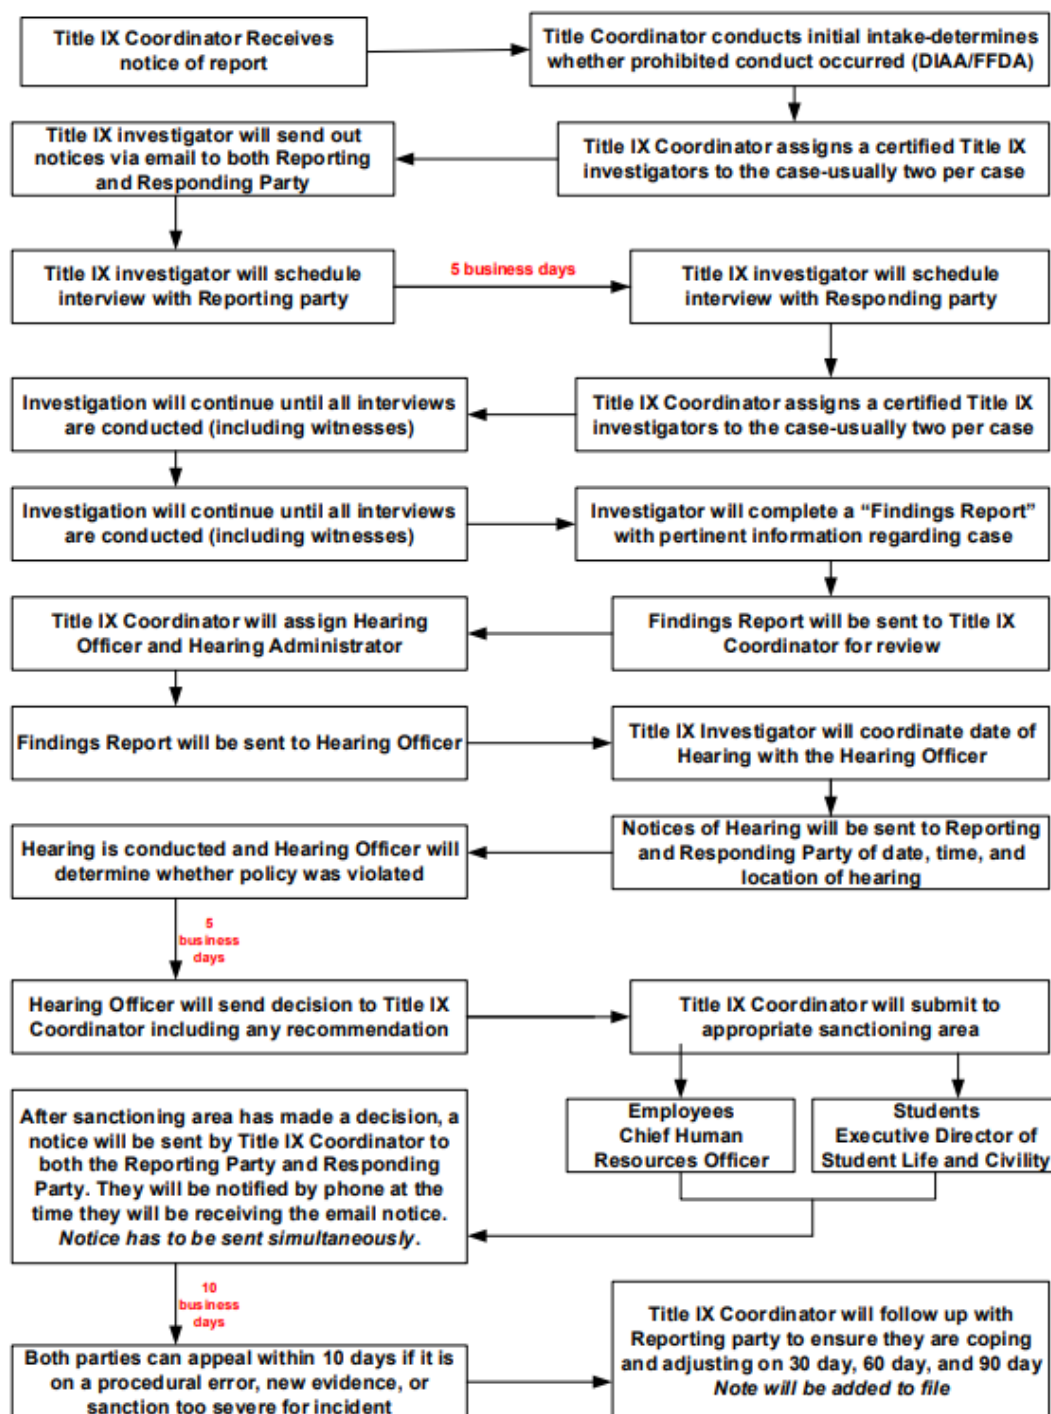 Title IX Coordinator Receives
notice of report
Title Coordinator conducts initial intake-determines
whether prohibited conduct occurred (DIAA/FFDA)
Title IX investigator will send out
notices via email to both Reporting
and Responding Party
Title IX Coordinator assigns a certified Title IX
investigators to the case-usually two per case
Title IX investigator will schedule
interview with Reporting party
5 business days
Title IX investigator will schedule
interview with Responding party
Investigation will continue until all interviews
are conducted (including witnesses)
Title IX Coordinator assigns a certified Title IX
investigators to the case-usually two per case
Investigation will continue until all interviews
are conducted (including witnesses)
Investigator will complete a “Findings Report”
with pertinent information regarding case
Title IX Coordinator will assign Hearing
Officer and Hearing Administrator
Findings Report will be sent to Title IX
Coordinator for review
Findings Report will be sent to Hearing Officer
Title IX Investigator will coordinate date of
Hearing with the Hearing Officer
Hearing is conducted and Hearing Officer will
determine whether policy was violated
Notices of Hearing will be sent to Reporting
and Responding Party of date, time, and
location of hearing
5
business
days
Hearing Officer will send decision to Title IX
Coordinator including any recommendation
Title IX Coordinator will submit to
appropriate sanctioning area
Employees
Chief Human
Resources Officer
Students
Executive Director of
Student Life and Civility
After sanctioning area has made a decision, a
notice will be sent by Title IX Coordinator to
both the Reporting Party and Responding
Party. They will be notified by phone at the
time they will be receiving the email notice.
Notice has to be sent simultaneously.
10
business
days
Both parties can appeal within 10 days if it is
on a procedural error, new evidence, or
sanction too severe for incident
Title IX Coordinator will follow up with
Reporting party to ensure they are coping
and adjusting on 30 day, 60 day, and 90 day
Note will be added to file